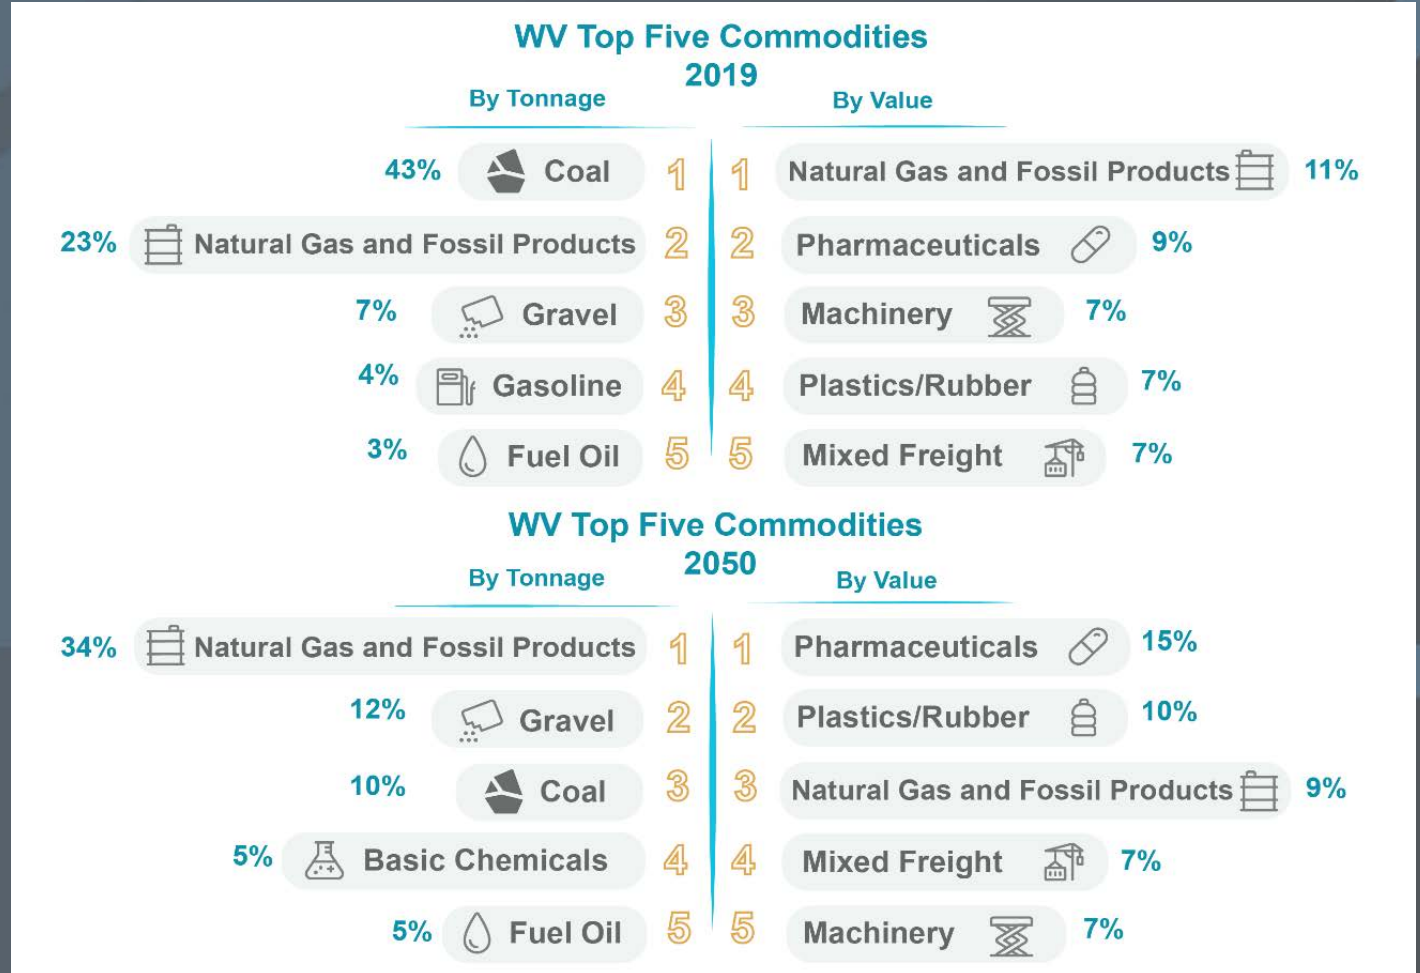 WV Top Five Commodities
2019
By Tonnage
By Value
43% Coal 1
1 Natural Gas and Fossil Products 11%
23% Natural Gas and Fossil Products 2
2 Pharmaceuticals 9%
7% Gravel 3
3 Machinery 7%
4% Gasoline 4
4 Plastics/Rubber 7%
3% Fuel Oil 5
5 Mixed Freight 7%
WV Top Five Commodities
2050
By Tonnage
By Value
34% Natural Gas and Fossil Products 1
1 Pharmaceuticals 15%
12% Gravel 2
2 Plastics/Rubber 10%
10% Coal 3
3 Natural Gas and Fossil Products 9%
5% Basic Chemicals 4
4 Mixed Freight 7%
5% Fuel Oil 5
5 Machinery 7%